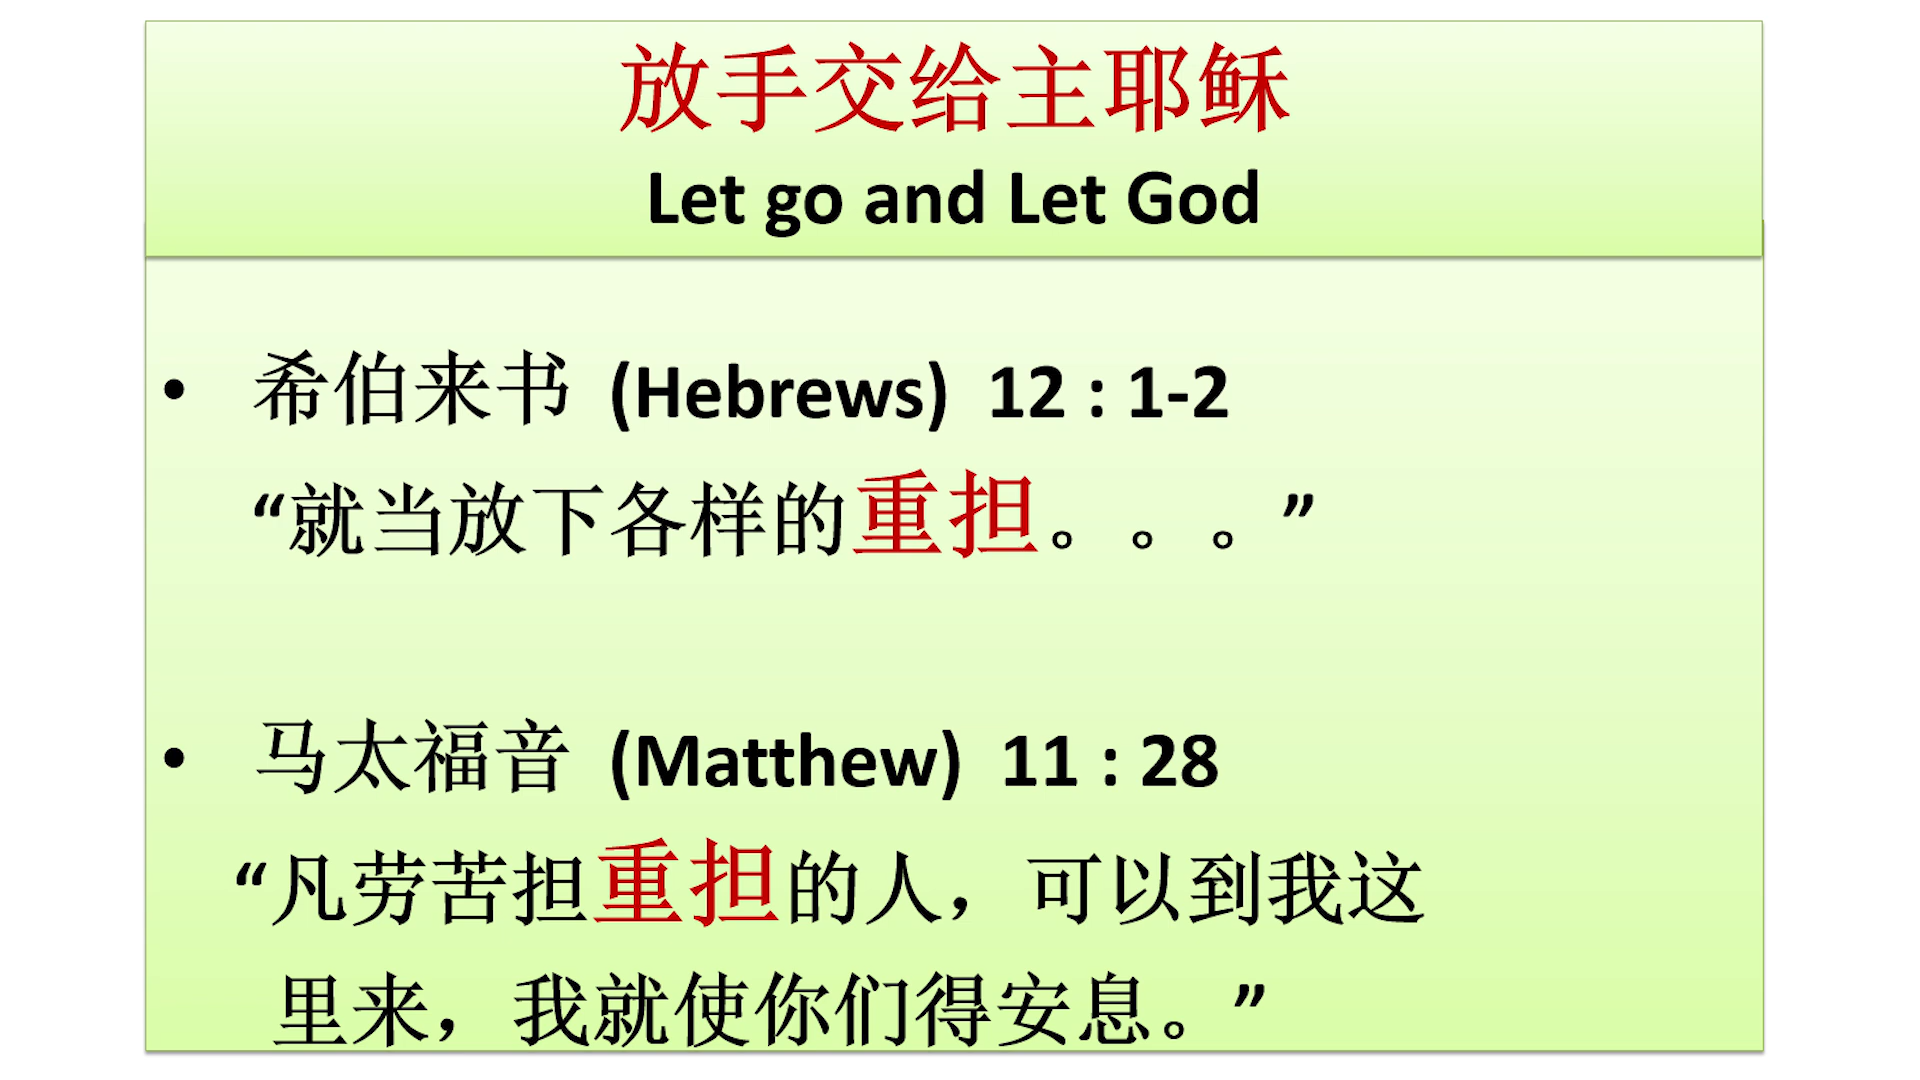 放手交给主耶稣
Let go and Let God
• 希伯来书 (Hebrews) 12 : 1-2
“就当放下各样的重担。。。”
• 马太福音 (Matthew) 11 : 28
“凡劳苦担重担的人，可以到我这
里来，我就使你们得安息。”